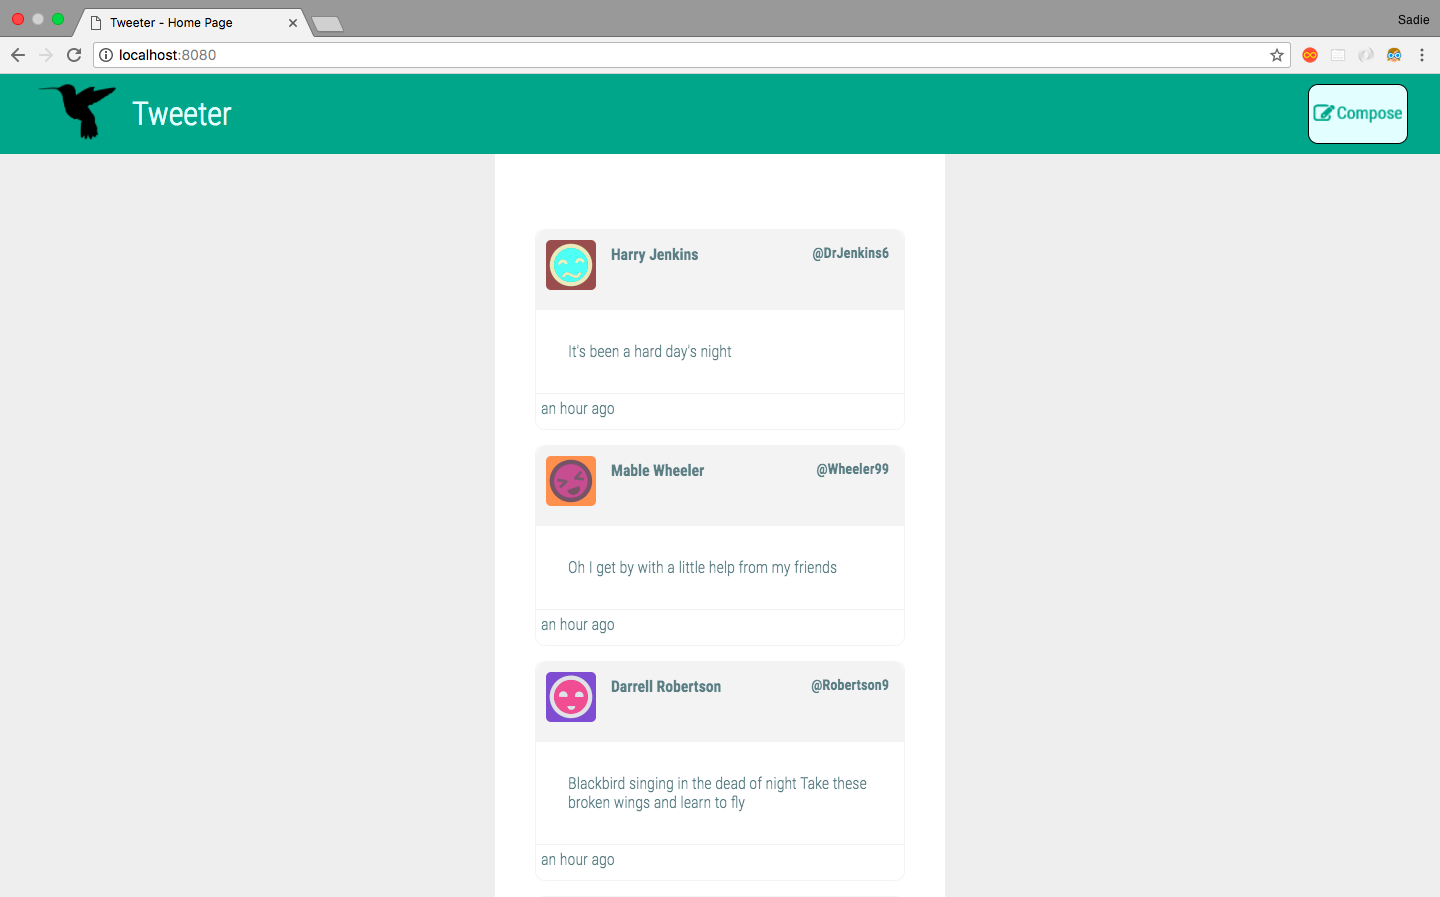 Tweeter - Home Page
Sadie
localhost:8080
Tweeter
Compose
Harry Jenkins
@DrJenkins6
It's been a hard day's night
an hour ago
Mable Wheeler
@Wheeler99
Oh I get by with a little help from my friends
an hour ago
Darrell Robertson
@Robertson9
Blackbird singing in the dead of night Take these
broken wings and learn to fly
an hour ago